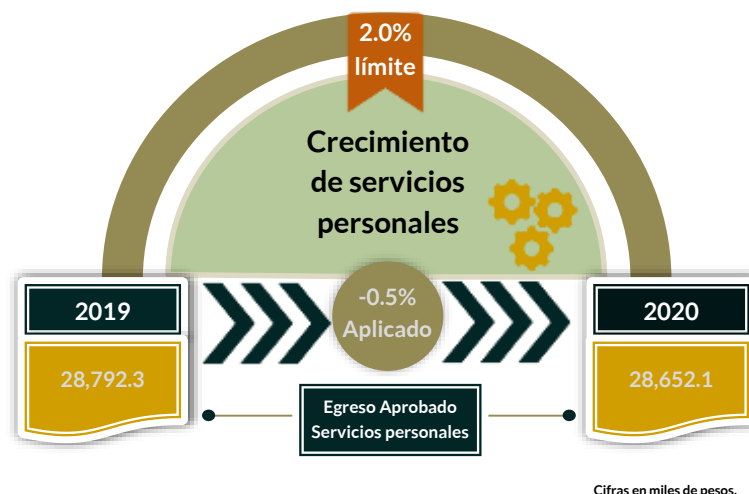 2.0%
límite
Crecimiento
de servicios
personales
-0.5%
Aplicado
2019
2020
28,792.3
28,652.1
Egreso Aprobado
Servicios personales
Cifras en miles de pesos.